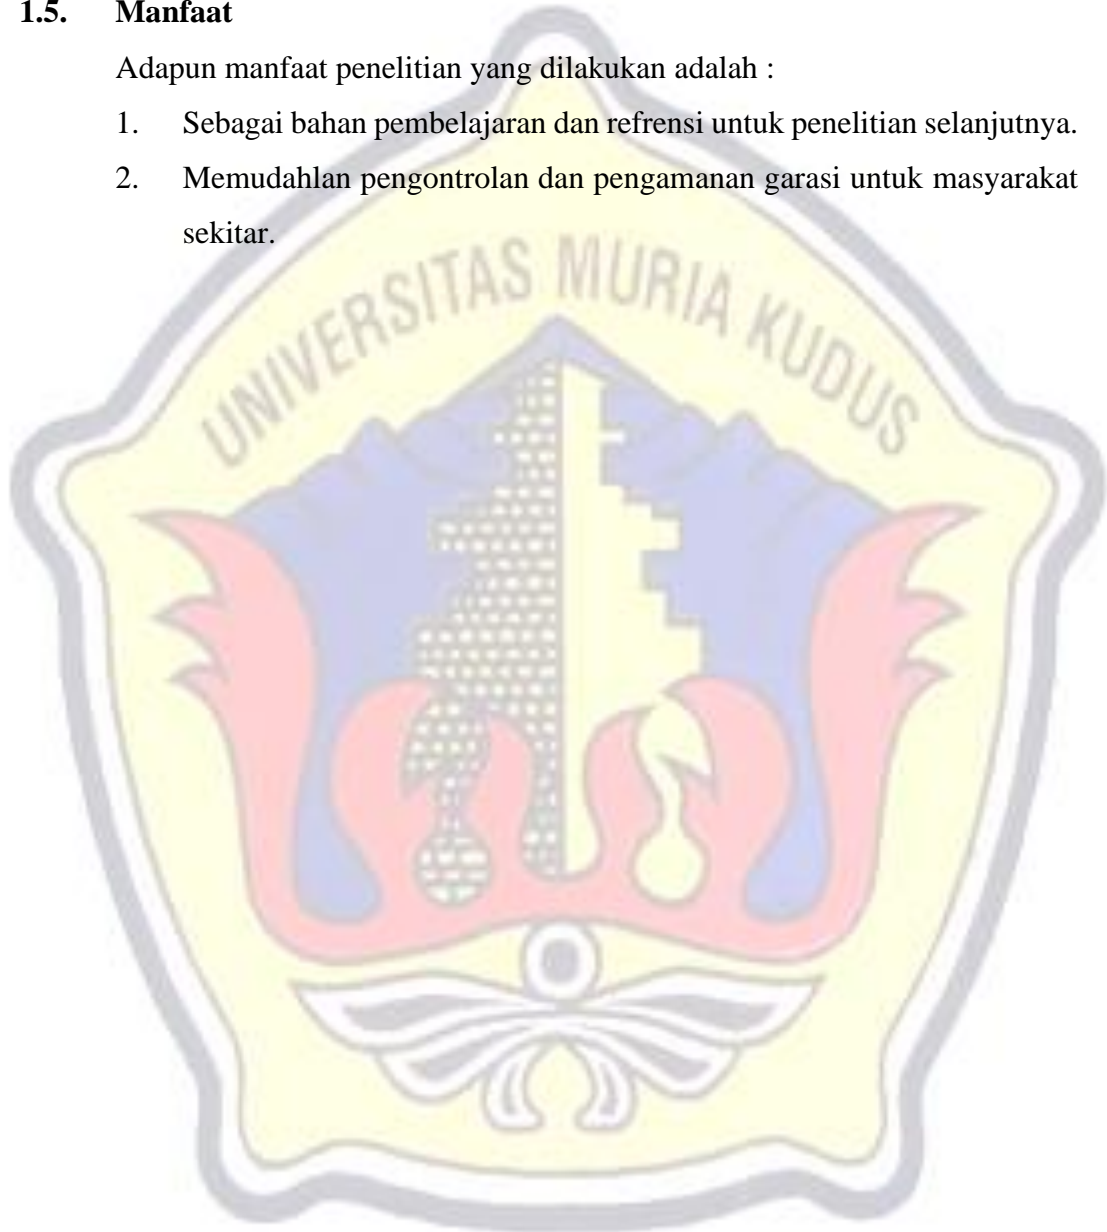 1.5. Manfaat
Adapun manfaat penelitian yang dilakukan adalah :
1. Sebagai bahan pembelajaran dan refrensi untuk penelitian selanjutnya.
2. Memudahlan pengontrolan dan pengamanan garasi untuk masyarakat
sekitar.
UNIVERSITAS MURIA KUDUS